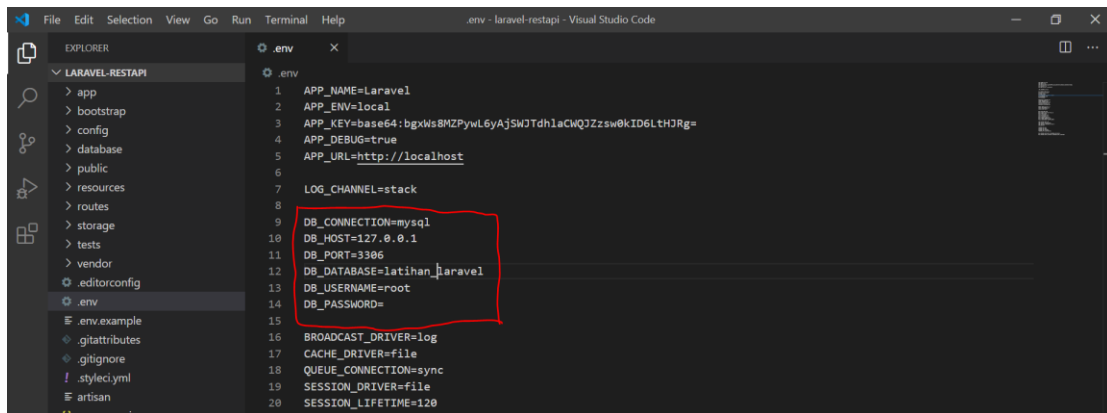 File Edit Selection View Go Run Terminal Help .env - laravel-restapi - Visual Studio Code
EXPLORER
LARAVEL-RESTAPI
> app
> bootstrap
> config
> database
> public
> resources
> routes
> storage
> tests
> vendor
.editorconfig
.env
.env.example
.gitattributes
.gitignore
! .styleci.yml
artisan
.env ×
.env
1 APP_NAME=Laravel
2 APP_ENV=local
3 APP_KEY=base64:bgxWs8MZPywL6yAjSWJTdhlaCWQJZzsw0kID6LtHJRg=
4 APP_DEBUG=true
5 APP_URL=http://localhost
6
7 LOG_CHANNEL=stack
8
9 DB_CONNECTION=mysql
10 DB_HOST=127.0.0.1
11 DB_PORT=3306
12 DB_DATABASE=latihan_laravel
13 DB_USERNAME=root
14 DB_PASSWORD=
15
16 BROADCAST_DRIVER=log
17 CACHE_DRIVER=file
18 QUEUE_CONNECTION=sync
19 SESSION_DRIVER=file
20 SESSION_LIFETIME=120